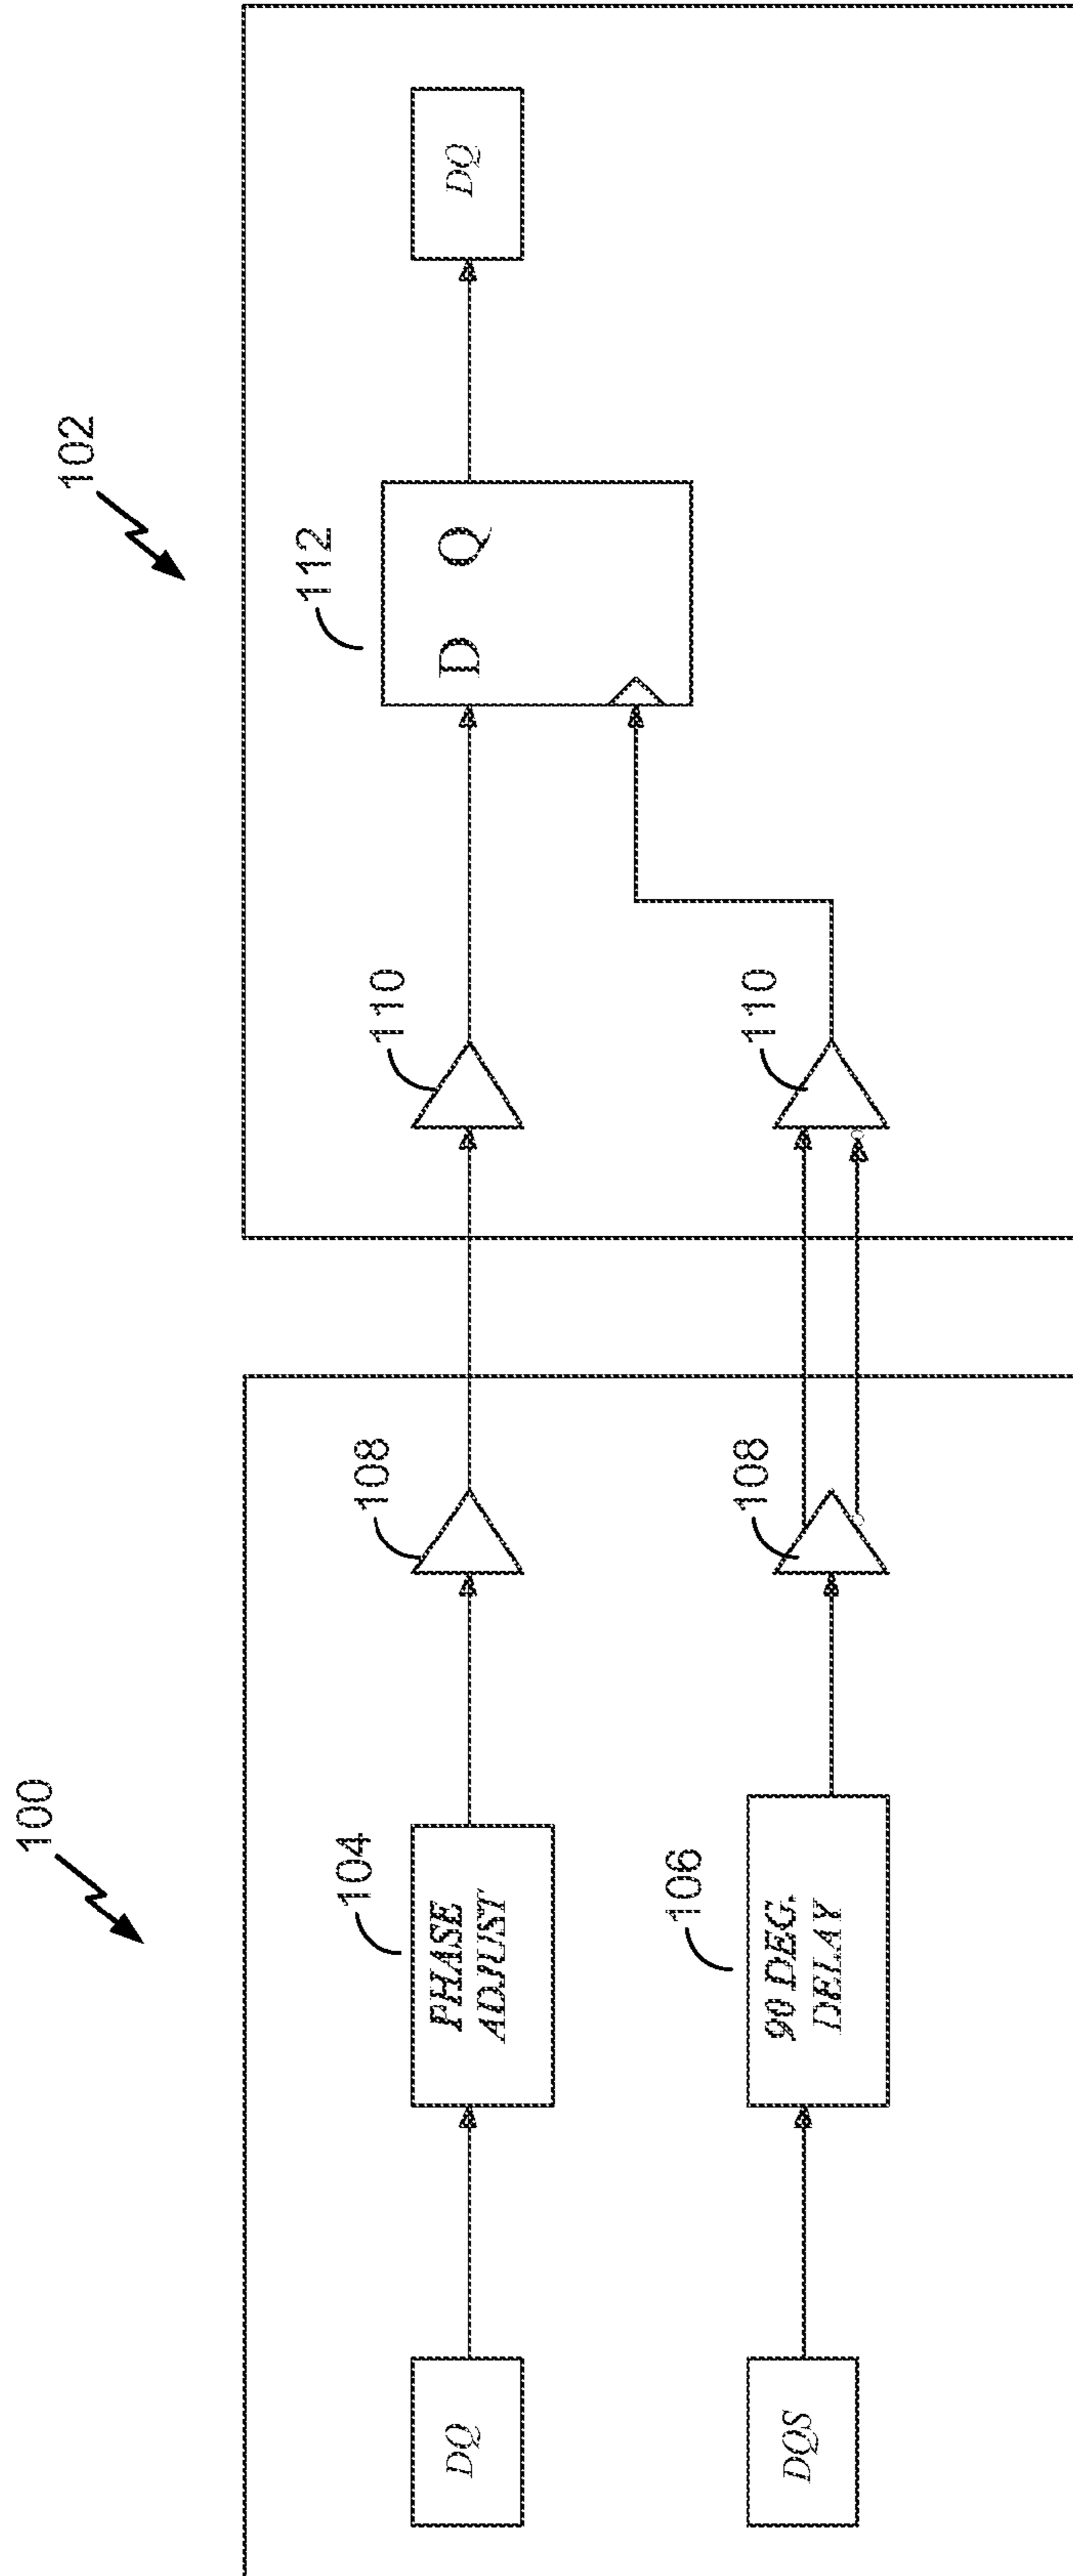 100
102
DQ
104
PHASE
ADJUST
108
110
112
D Q
DQ
DQS
106
90 DEG.
DELAY
108
110